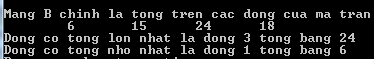 Mang B chinh la tong tren cac dong cua ma tran
6 15 24 18
Dong co tong lon nhat la dong 3 tong bang 24
Dong co tong nho nhat la dong 1 tong bang 6